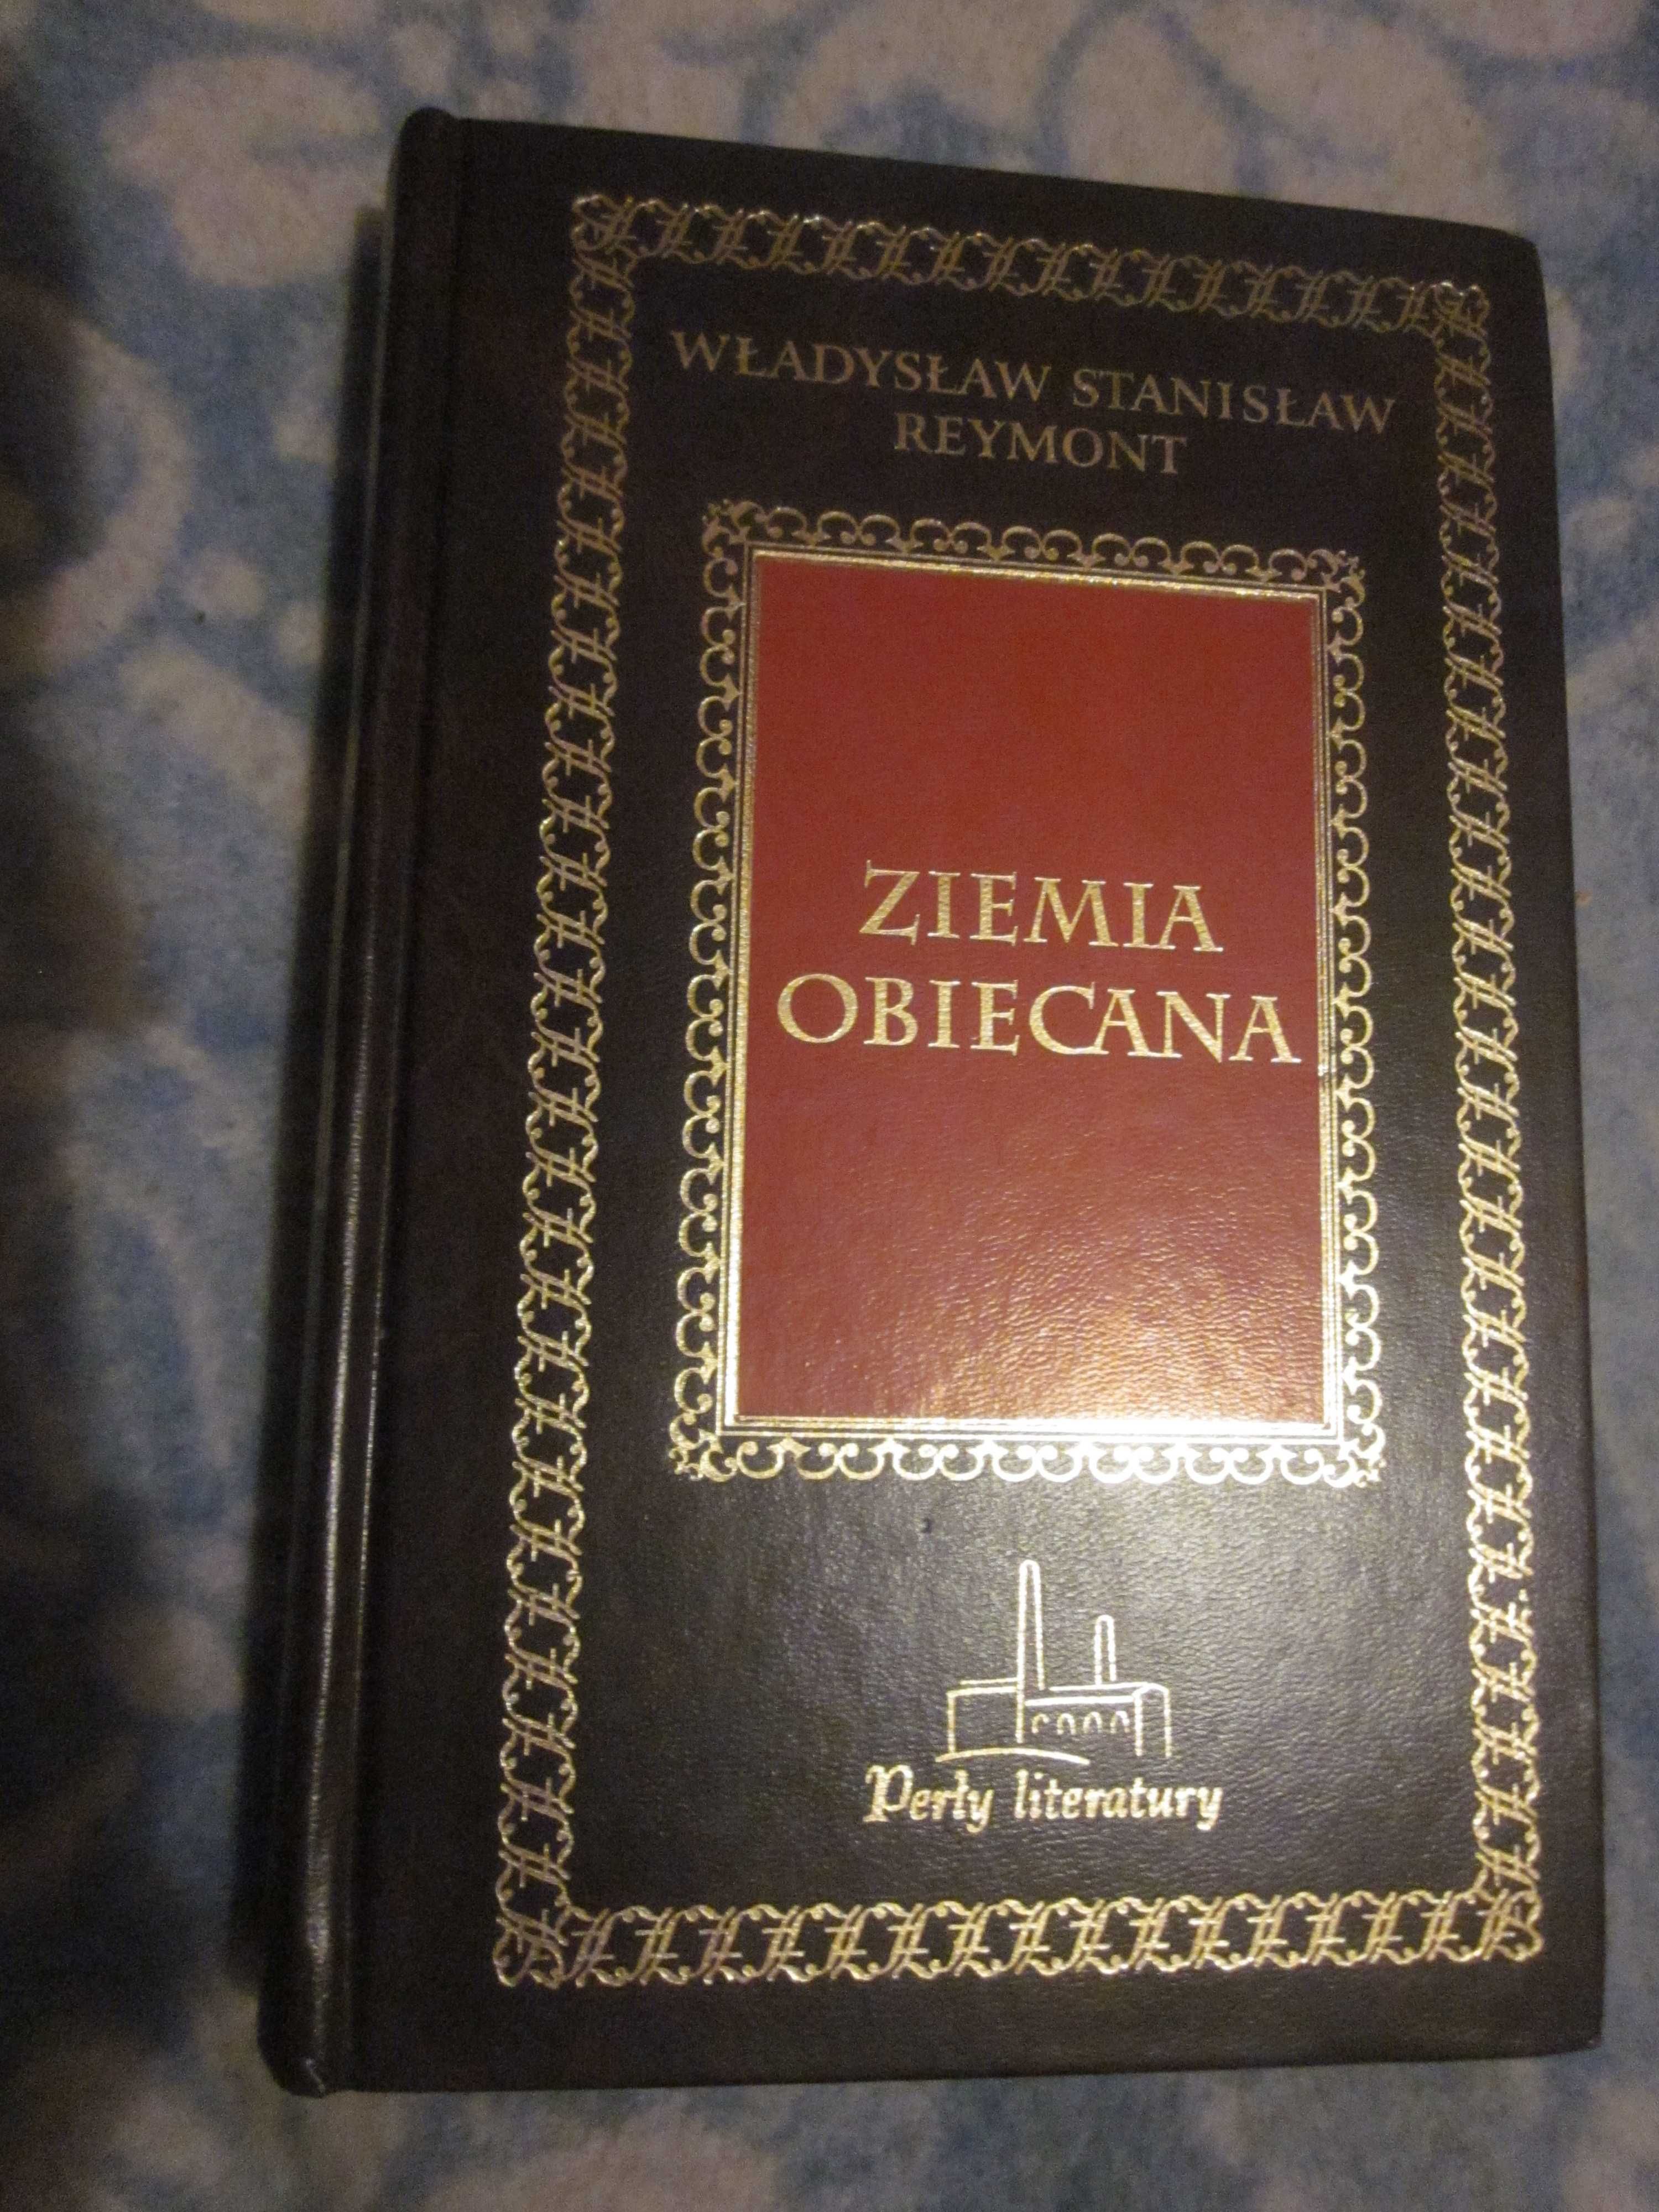 WŁADYSŁAW STANISŁAW
REYMONT
ZIEMIA
OBIECANA
Perły literatury